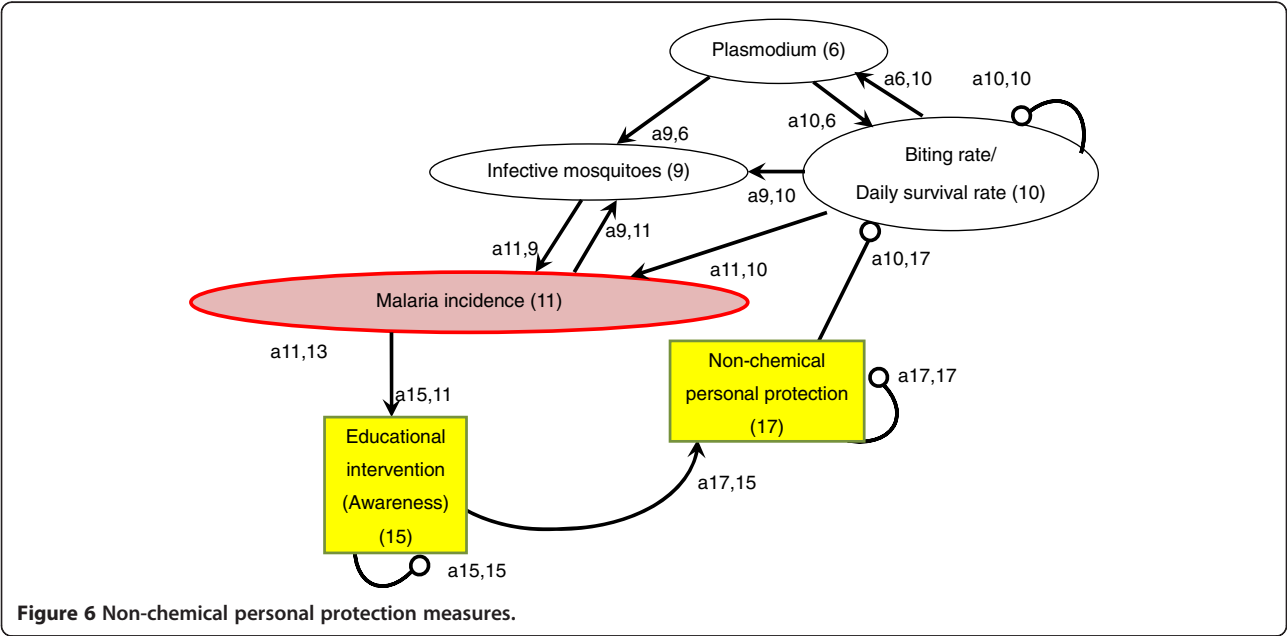 Plasmodium (6)
a6,10
a10,10
a10,6
a9,6
Biting rate/
Daily survival rate (10)
Infective mosquitoes (9)
a9,10
a9,11
a11,9
a11,10
a10,17
Malaria incidence (11)
a11,13
a15,11
Non-chemical
personal protection
(17)
a17,17
Educational
intervention
(Awareness)
(15)
a17,15
a15,15
Figure 6 Non-chemical personal protection measures.